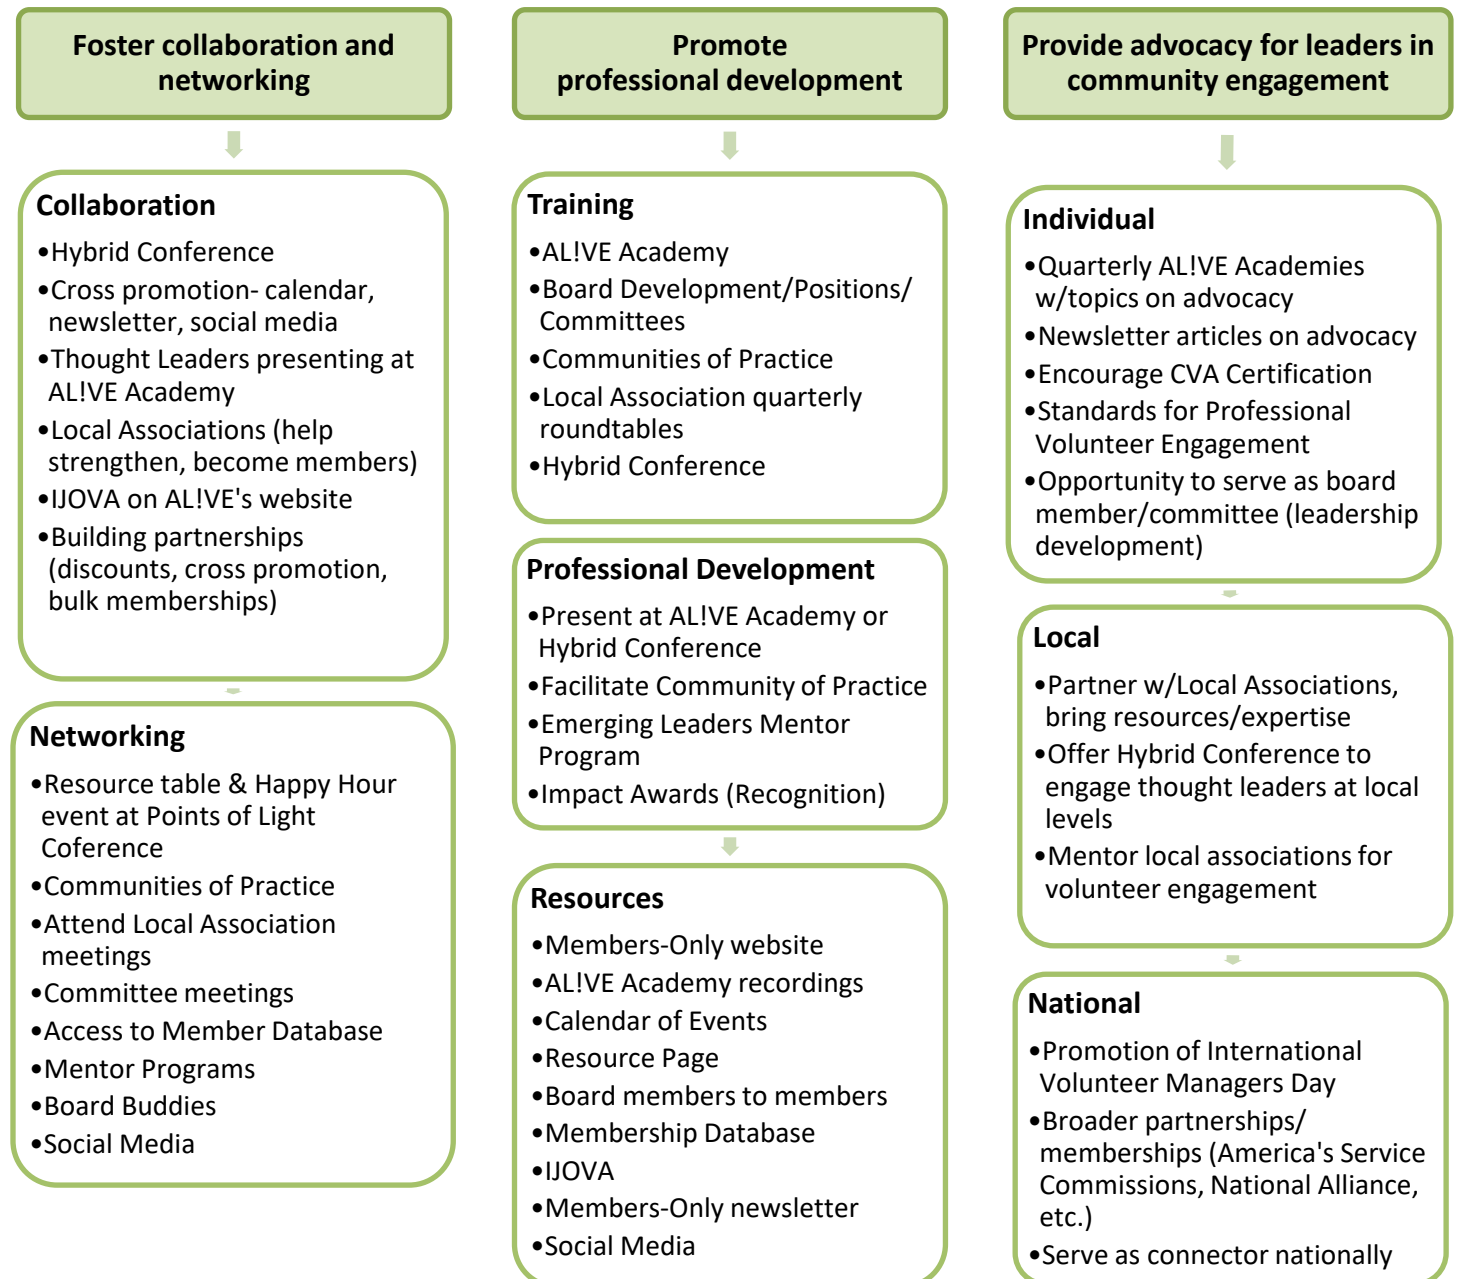 Foster collaboration and
networking
Collaboration
•Hybrid Conference
•Cross promotion- calendar,
newsletter, social media
•Thought Leaders presenting at
AL!VE Academy
•Local Associations (help
strengthen, become members)
•IJOVA on AL!VE's website
•Building partnerships
(discounts, cross promotion,
bulk memberships)
Networking
•Resource table & Happy Hour
event at Points of Light
Coference
•Communities of Practice
•Attend Local Association
meetings
•Committee meetings
•Access to Member Database
•Mentor Programs
•Board Buddies
•Social Media
Promote
professional development
Training
•AL!VE Academy
•Board Development/Positions/
Committees
•Communities of Practice
•Local Association quarterly
roundtables
•Hybrid Conference
Professional Development
•Present at AL!VE Academy or
Hybrid Conference
•Facilitate Community of Practice
•Emerging Leaders Mentor
Program
•Impact Awards (Recognition)
Resources
•Members-Only website
•AL!VE Academy recordings
•Calendar of Events
•Resource Page
•Board members to members
•Membership Database
•IJOVA
•Members-Only newsletter
•Social Media
Provide advocacy for leaders in
community engagement
Individual
•Quarterly AL!VE Academies
w/topics on advocacy
•Newsletter articles on advocacy
•Encourage CVA Certification
•Standards for Professional
Volunteer Engagement
•Opportunity to serve as board
member/committee (leadership
development)
Local
•Partner w/Local Associations,
bring resources/expertise
•Offer Hybrid Conference to
engage thought leaders at local
levels
•Mentor local associations for
volunteer engagement
National
•Promotion of International
Volunteer Managers Day
•Broader partnerships/
memberships (America's Service
Commissions, National Alliance,
etc.)
•Serve as connector nationally